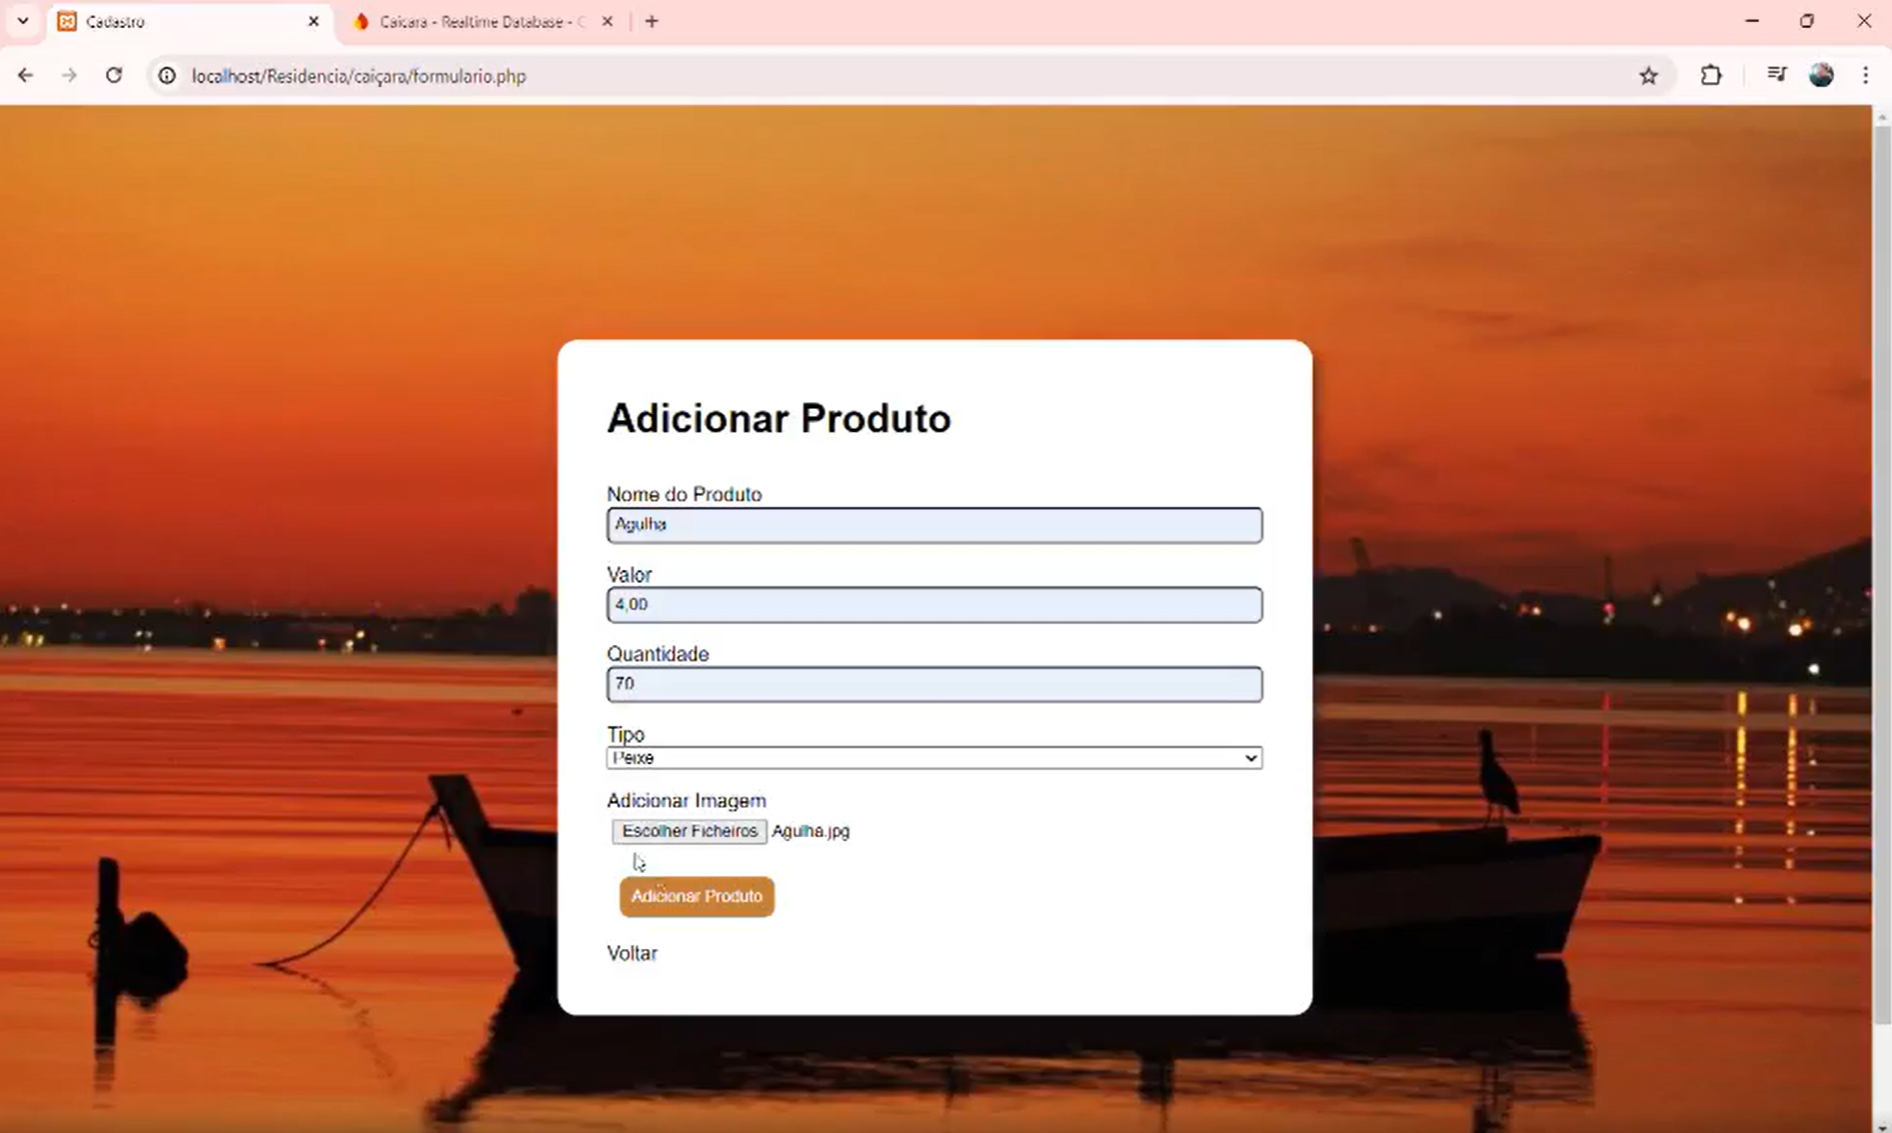 Cadastro
Caicara - Realtime Database -
localhost/Residencia/caiçara/formulario.php
Adicionar Produto
Nome do Produto
Agulha
Valor
4,00
Quantidade
70
Tipo
Peixe
Adicionar Imagem
Escolher Ficheiros Agulha.jpg
Adicionar Produto
Voltar